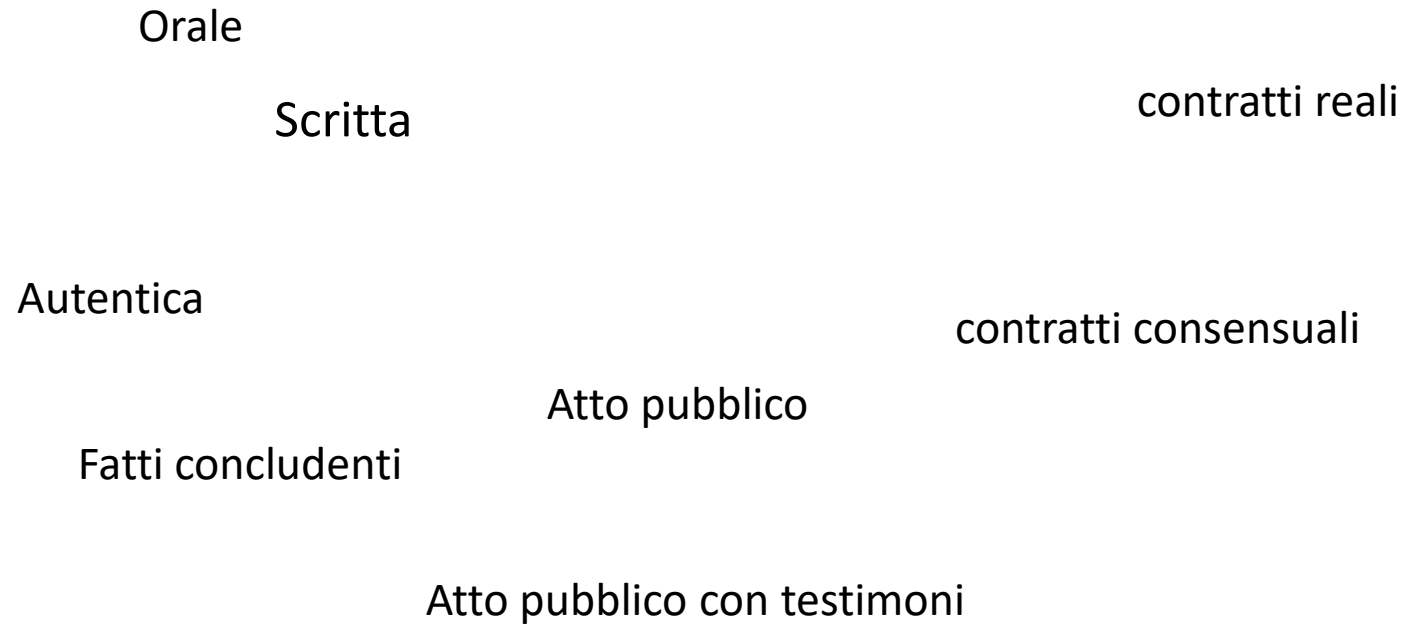 Orale
contratti reali
Scritta
Autentica
contratti consensuali
Atto pubblico
Fatti concludenti
Atto pubblico con testimoni